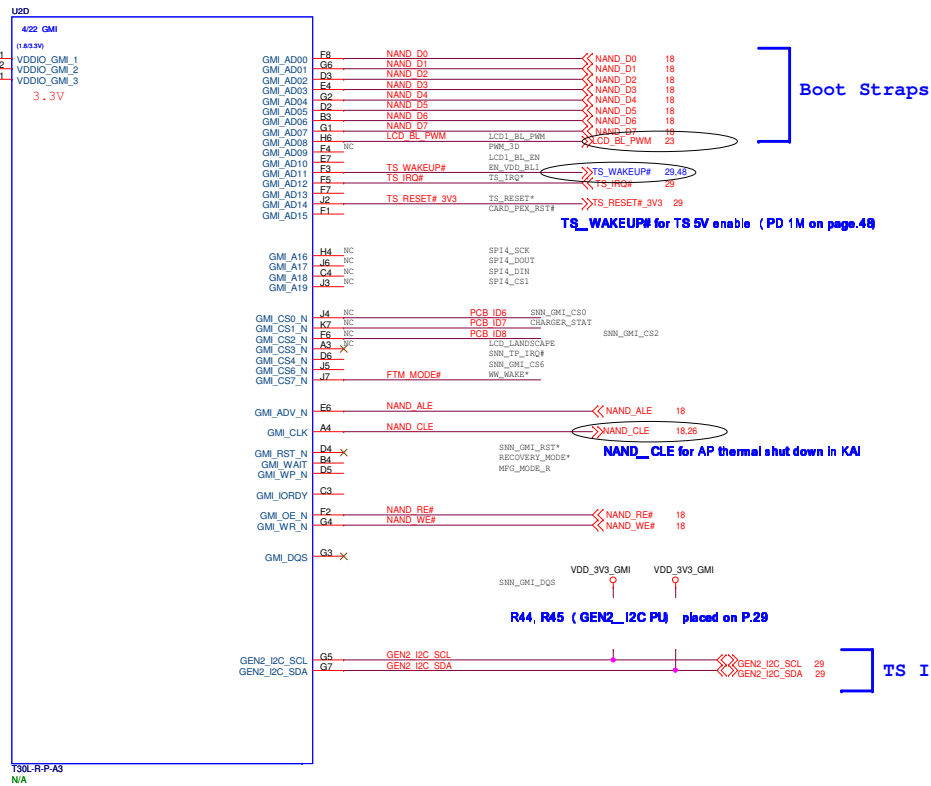 U2D
4/22 GMI
(1.8/3.3V)
1 VDDIO_GMI_1
2 VDDIO_GMI_2
1 VDDIO_GMI_3
3.3V
GMI_AD00 F8 NAND_D0 NAND_D0 18
GMI_AD01 G6 NAND_D1 NAND_D1 18
GMI_AD02 D3 NAND_D2 NAND_D2 18
GMI_AD03 E4 NAND_D3 NAND_D3 18
GMI_AD04 G2 NAND_D4 NAND_D4 18
GMI_AD05 D2 NAND_D5 NAND_D5 18
GMI_AD06 B3 NAND_D6 NAND_D6 18
GMI_AD07 G1 NAND_D7 NAND_D7 18
GMI_AD08 H6 LCD_BL_PWM LCD1_BL_PWM LCD_BL_PWM 23
GMI_AD09 F4 NC PWM_3D
GMI_AD10 E7 LCD1_BL_EN
GMI_AD11 F3 TS_WAKEUP# EN_VDD_BL1 TS_WAKEUP# 29,48
GMI_AD12 F5 TS_IRQ# TS_IRQ* TS_IRQ# 29
GMI_AD13 F7
GMI_AD14 J2 TS_RESET#_3V3 TS_RESET* TS_RESET#_3V3 29
GMI_AD15 F1 CARD_PEX_RST#
Boot Straps
TS_WAKEUP# for TS 5V enable ( PD 1M on page.48)
GMI_A16 H4 NC SPI4_SCK
GMI_A17 J6 NC SPI4_DOUT
GMI_A18 C4 NC SPI4_DIN
GMI_A19 J3 NC SPI4_CS1
GMI_CS0_N J4 NC PCB_ID6 SNN_GMI_CS0
GMI_CS1_N K7 NC PCB_ID7 CHARGER_STAT
GMI_CS2_N F6 NC PCB_ID8 SNN_GMI_CS2
GMI_CS3_N A3 NC LCD_LANDSCAPE
GMI_CS4_N D6 SNN_TP_IRQ#
GMI_CS6_N J5 SNN_GMI_CS6
GMI_CS7_N J7 FTM_MODE# WW_WAKE*
GMI_ADV_N E6 NAND_ALE NAND_ALE 18
GMI_CLK A4 NAND_CLE NAND_CLE 18,26
NAND_CLE for AP thermal shut down in KAI
GMI_RST_N D4 SNN_GMI_RST*
GMI_WAIT B4 RECOVERY_MODE*
GMI_WP_N D5 MFG_MODE_R
GMI_IORDY C3
GMI_OE_N F2 NAND_RE# NAND_RE# 18
GMI_WR_N G4 NAND_WE# NAND_WE# 18
GMI_DQS G3
SNN_GMI_DQS
VDD_3V3_GMI VDD_3V3_GMI
R44, R45 ( GEN2_I2C PU) placed on P.29
GEN2_I2C_SCL G5 GEN2_I2C_SCL GEN2_I2C_SCL 29
GEN2_I2C_SDA G7 GEN2_I2C_SDA GEN2_I2C_SDA 29
TS I
T30L-R-P-A3
N/A